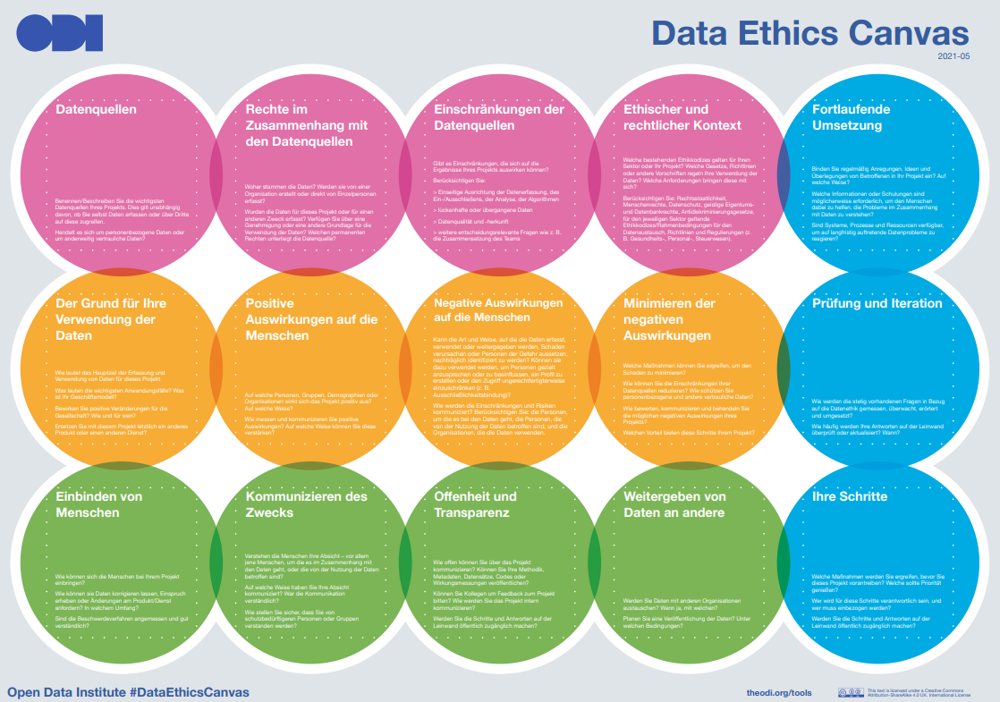 ODI
Data Ethics Canvas
2021-05
Datenquellen
Benennen/Beschreiben Sie die wichtigsten
Datenquellen Ihres Projekts. Dies gilt unabhängig
davon, ob Sie selbst Daten erfassen oder über Dritte
auf diese zugreifen.
Handelt es sich um personenbezogene Daten oder
um anderweitig vertrauliche Daten?
Rechte im
Zusammenhang mit
den Datenquellen
Woher stammen die Daten? Werden sie von einer
Organisation erstellt oder direkt von Einzelpersonen
erfasst?
Wurden die Daten für dieses Projekt oder für einen
anderen Zweck erfasst? Verfügen Sie über eine
Genehmigung oder eine andere Grundlage für die
Verwendung der Daten? Welchen permanenten
Rechten unterliegt die Datenquelle?
Einschränkungen der
Datenquellen
Gibt es Einschränkungen, die sich auf die
Ergebnisse Ihres Projekts auswirken können?
Berücksichtigen Sie:
> Einseitige Ausrichtung der Datenerfassung, des
Ein-/Ausschließens, der Analyse, der Algorithmen
> lückenhafte oder übergangene Daten
> Datenqualität und -herkunft
> weitere entscheidungsrelevante Fragen wie z. B.
die Zusammensetzung des Teams
Ethischer und
rechtlicher Kontext
Welche bestehenden Ethikkodizes gelten für Ihren
Sektor oder Ihr Projekt? Welche Gesetze, Richtlinien
oder andere Vorschriften regeln Ihre Verwendung der
Daten? Welche Anforderungen bringen diese mit
sich?
Berücksichtigen Sie: Rechtsstaatlichkeit,
Menschenrechte, Datenschutz, geistige Eigentums-
und Datenbankrechte, Antidiskriminierungsgesetze,
für den jeweiligen Sektor geltende
Ethikkodizes/Rahmenbedingungen für den
Datenaustausch, Richtlinien und Regulierungen (z.
B. Gesundheits-, Personal-, Steuerwesen).
Fortlaufende
Umsetzung
Binden Sie regelmäßig Anregungen, Ideen und
Überlegungen von Betroffenen in Ihr Projekt ein? Auf
welche Weise?
Welche Informationen oder Schulungen sind
möglicherweise erforderlich, um den Menschen
dabei zu helfen, die Probleme im Zusammenhang
mit Daten zu verstehen?
Sind Systeme, Prozesse und Ressourcen verfügbar,
um auf langfristig auftretende Datenprobleme zu
reagieren?
Der Grund für Ihre
Verwendung der
Daten
Wie lautet das Hauptziel der Erfassung und
Verwendung von Daten für dieses Projekt
Was lauten die wichtigsten Anwendungsfälle? Was
ist Ihr Geschäftsmodell?
Bewirken Sie positive Veränderungen für die
Gesellschaft? Wie und für wen?
Ersetzen Sie mit diesem Projekt letztlich ein anderes
Produkt oder einen anderen Dienst?
Positive
Auswirkungen auf die
Menschen
Auf welche Personen, Gruppen, Demographien oder
Organisationen wirkt sich das Projekt positiv aus?
Auf welche Weise?
Wie messen und kommunizieren Sie positive
Auswirkungen? Auf welche Weise können Sie diese
verstärken?
Negative Auswirkungen
auf die Menschen
Kann die Art und Weise, auf die die Daten erfasst,
verwendet oder weitergegeben werden, Schaden
verursachen oder Personen der Gefahr aussetzen,
nachträglich identifiziert zu werden? Können sie
dazu verwendet werden, um Personen gezielt
anzusprechen oder zu beeinflussen, ein Profil zu
erstellen oder den Zugriff ungerechtfertigterweise
einzuschränken (z. B.
Ausschließlichkeitsbindung)?
Wie werden die Einschränkungen und Risiken
kommuniziert? Berücksichtigen Sie: die Personen,
um die es bei den Daten geht, die Personen, die
von der Nutzung der Daten betroffen sind, und die
Organisationen, die die Daten verwenden.
Minimieren der
negativen
Auswirkungen
Welche Maßnahmen können Sie ergreifen, um den
Schaden zu minimieren?
Wie können Sie die Einschränkungen Ihrer
Datenquellen reduzieren? Wie schützen Sie
personenbezogene und andere vertrauliche Daten?
Wie bewerten, kommunizieren und behandeln Sie
die möglichen negativen Auswirkungen Ihres
Projekts?
Welchen Vorteil bieten diese Schritte Ihrem Projekt?
Prüfung und Iteration
Wie werden die stetig vorhandenen Fragen in Bezug
auf die Datenethik gemessen, überwacht, erörtert
und umgesetzt?
Wie häufig werden Ihre Antworten auf der Leinwand
überprüft oder aktualisiert? Wann?
Einbinden von
Menschen
Wie können sich die Menschen bei Ihrem Projekt
einbringen?
Wie können sie Daten korrigieren lassen, Einspruch
erheben oder Änderungen am Produkt/Dienst
anfordern? In welchem Umfang?
Sind die Beschwerdeverfahren angemessen und gut
verständlich?
Kommunizieren des
Zwecks
Verstehen die Menschen Ihre Absicht – vor allem
jene Menschen, um die es im Zusammenhang mit
den Daten geht, oder die von der Nutzung der Daten
betroffen sind?
Auf welche Weise haben Sie Ihre Absicht
kommuniziert? War die Kommunikation
verständlich?
Wie stellen Sie sicher, dass Sie von
schutzbedürftigeren Personen oder Gruppen
verstanden werden?
Offenheit und
Transparenz
Wie offen können Sie über das Projekt
kommunizieren? Können Sie Ihre Methodik,
Metadaten, Datensätze, Codes oder
Wirkungsmessungen veröffentlichen?
Können Sie Kollegen um Feedback zum Projekt
bitten? Wie werden Sie das Projekt intern
kommunizieren?
Werden Sie die Schritte und Antworten auf der
Leinwand öffentlich zugänglich machen?
Weitergeben von
Daten an andere
Werden Sie Daten mit anderen Organisationen
austauschen? Wenn ja, mit welchen?
Planen Sie eine Veröffentlichung der Daten? Unter
welchen Bedingungen?
Ihre Schritte
Welche Maßnahmen werden Sie ergreifen, bevor Sie
dieses Projekt vorantreiben? Welche sollte Priorität
genießen?
Wer wird für diese Schritte verantwortlich sein, und
wer muss einbezogen werden?
Werden Sie die Schritte und Antworten auf der
Leinwand öffentlich zugänglich machen?
Open Data Institute #DataEthicsCanvas
theodi.org/tools
This text is licensed under a Creative Commons
Attribution-ShareAlike 4.0 UK: International License